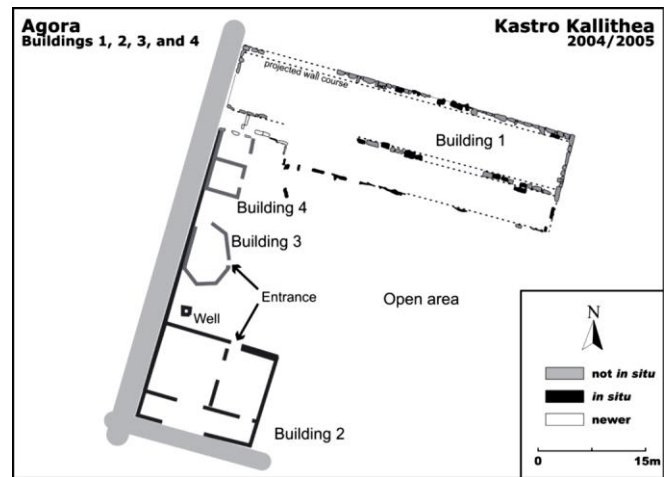 Agora
Buildings 1, 2, 3, and 4
Kastro Kallithea
2004/2005
projected wall course
Building 1
Building 4
Building 3
Entrance
Open area
Well
Building 2
N
not in situ
in situ
newer
0 15m